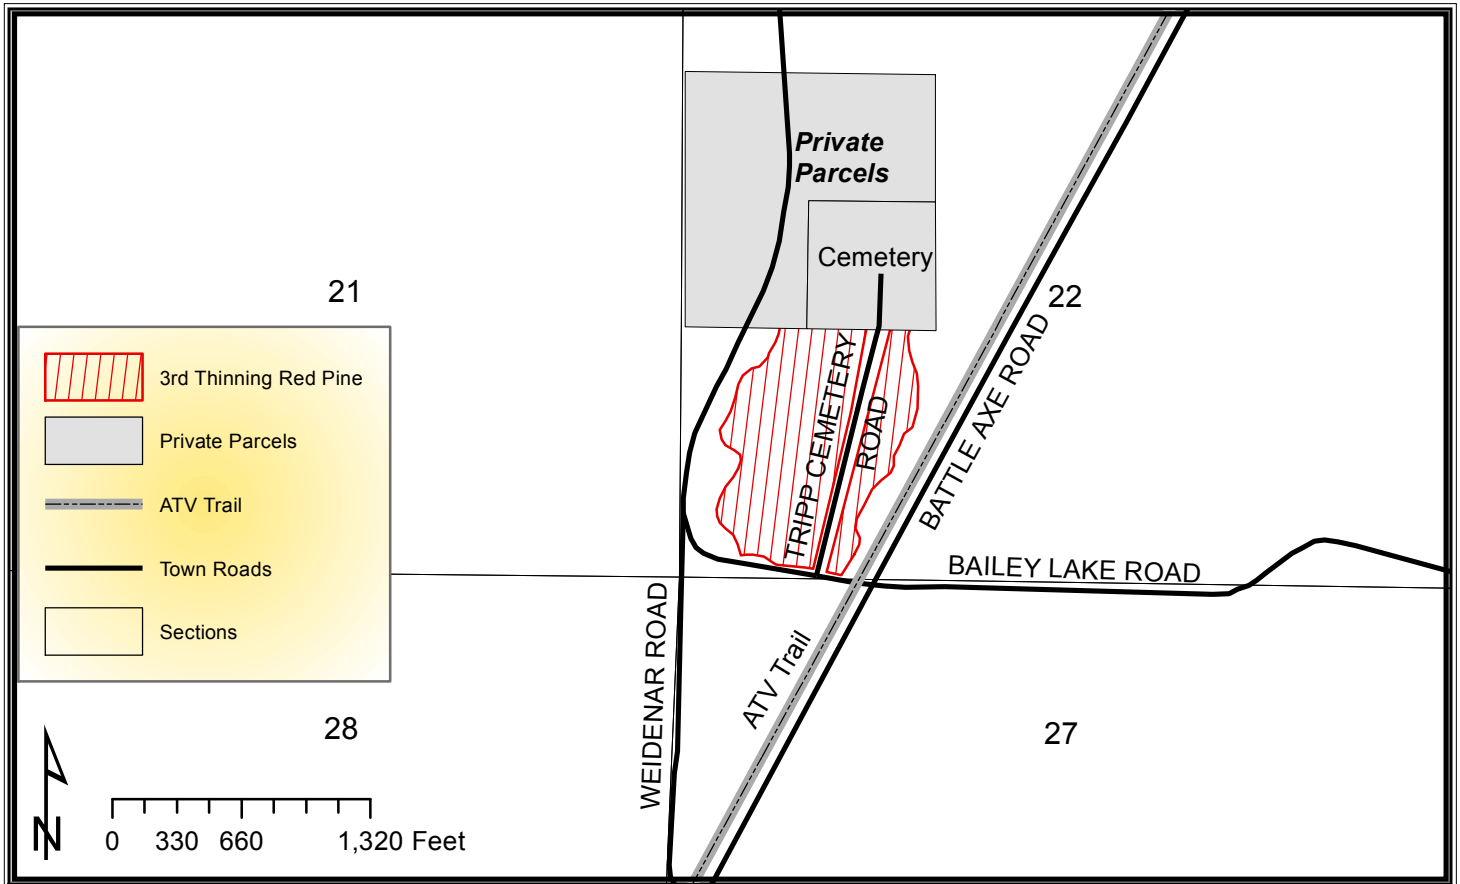 Private
Parcels
Cemetery
21
22
3rd Thinning Red Pine
Private Parcels
ATV Trail
Town Roads
Sections
TRIPP CEMETERY
ROAD
BATTLE AXE ROAD
BAILEY LAKE ROAD
WEIDENAR ROAD
ATV Trail
28
27
N
0 330 660 1,320 Feet